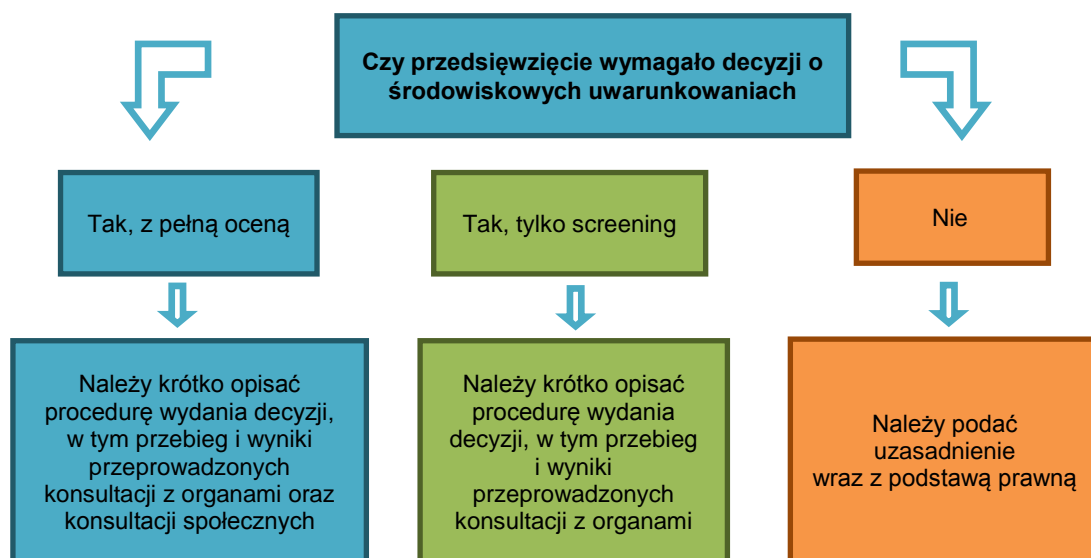 Czy przedsięwzięcie wymagało decyzji o
środowiskowych uwarunkowaniach
Tak, z pełną oceną
Tak, tylko screening
Nie
Należy krótko opisać
procedurę wydania decyzji,
w tym przebieg i wyniki
przeprowadzonych
konsultacji z organami oraz
konsultacji społecznych
Należy krótko opisać
procedurę wydania
decyzji, w tym przebieg
i wyniki
przeprowadzonych
konsultacji z organami
Należy podać
uzasadnienie
wraz z podstawą prawną